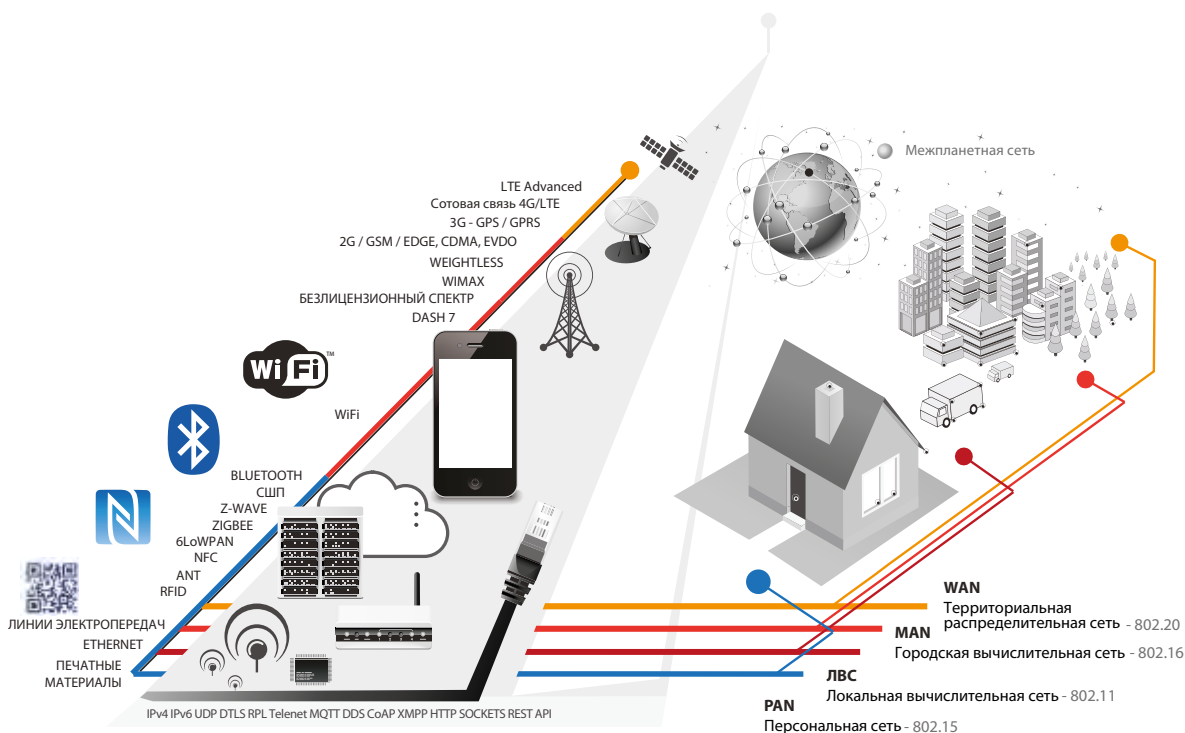 Межпланетная сеть
LTE Advanced
Сотовая связь 4G/LTE
3G - GPS / GPRS
2G / GSM / EDGE, CDMA, EVDO
WEIGHTLESS
WIMAX
БЕЗЛИЦЕНЗИОННЫЙ СПЕКТР
DASH 7
WiFi™
WiFi
BLUETOOTH
СШП
Z-WAVE
ZIGBEE
6LoWPAN
NFC
ANT
RFID
ЛИНИИ ЭЛЕКТРОПЕРЕДАЧ
ETHERNET
ПЕЧАТНЫЕ
МАТЕРИАЛЫ
IPv4 IPv6 UDP DTLS RPL Telenet MQTT DDS CoAP XMPP HTTP SOCKETS REST API
WAN
Территориальная
распределительная сеть - 802.20
MAN
Городская вычислительная сеть - 802.16
ЛВС
Локальная вычислительная сеть - 802.11
PAN
Персональная сеть - 802.15